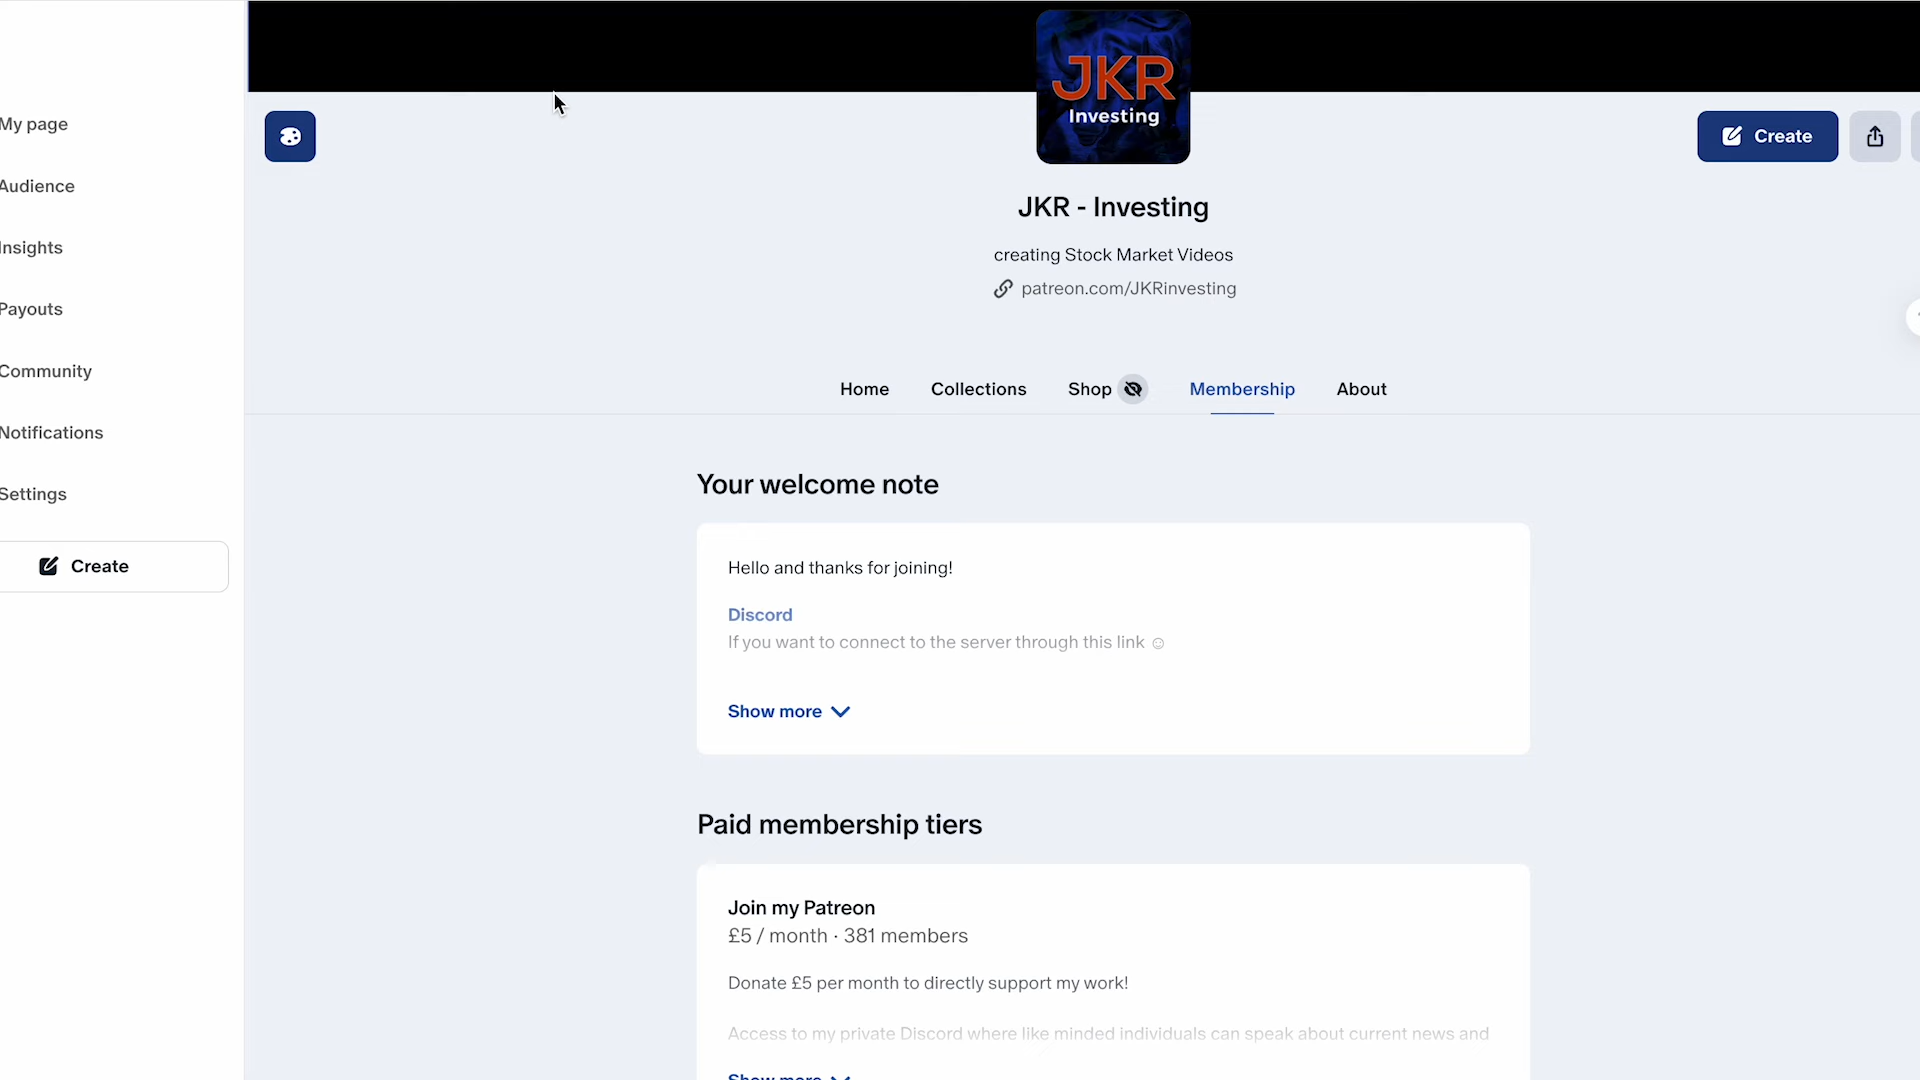 My page
Audience
Insights
Payouts
Community
Notifications
Settings
Create
JKR
Investing
Create
JKR - Investing
creating Stock Market Videos
patreon.com/JKRinvesting
Home Collections Shop Membership About
Your welcome note
Hello and thanks for joining!
Discord
If you want to connect to the server through this link ☺
Show more
Paid membership tiers
Join my Patreon
£5 / month · 381 members
Donate £5 per month to directly support my work!
Access to my private Discord where like minded individuals can speak about current news and
Show more